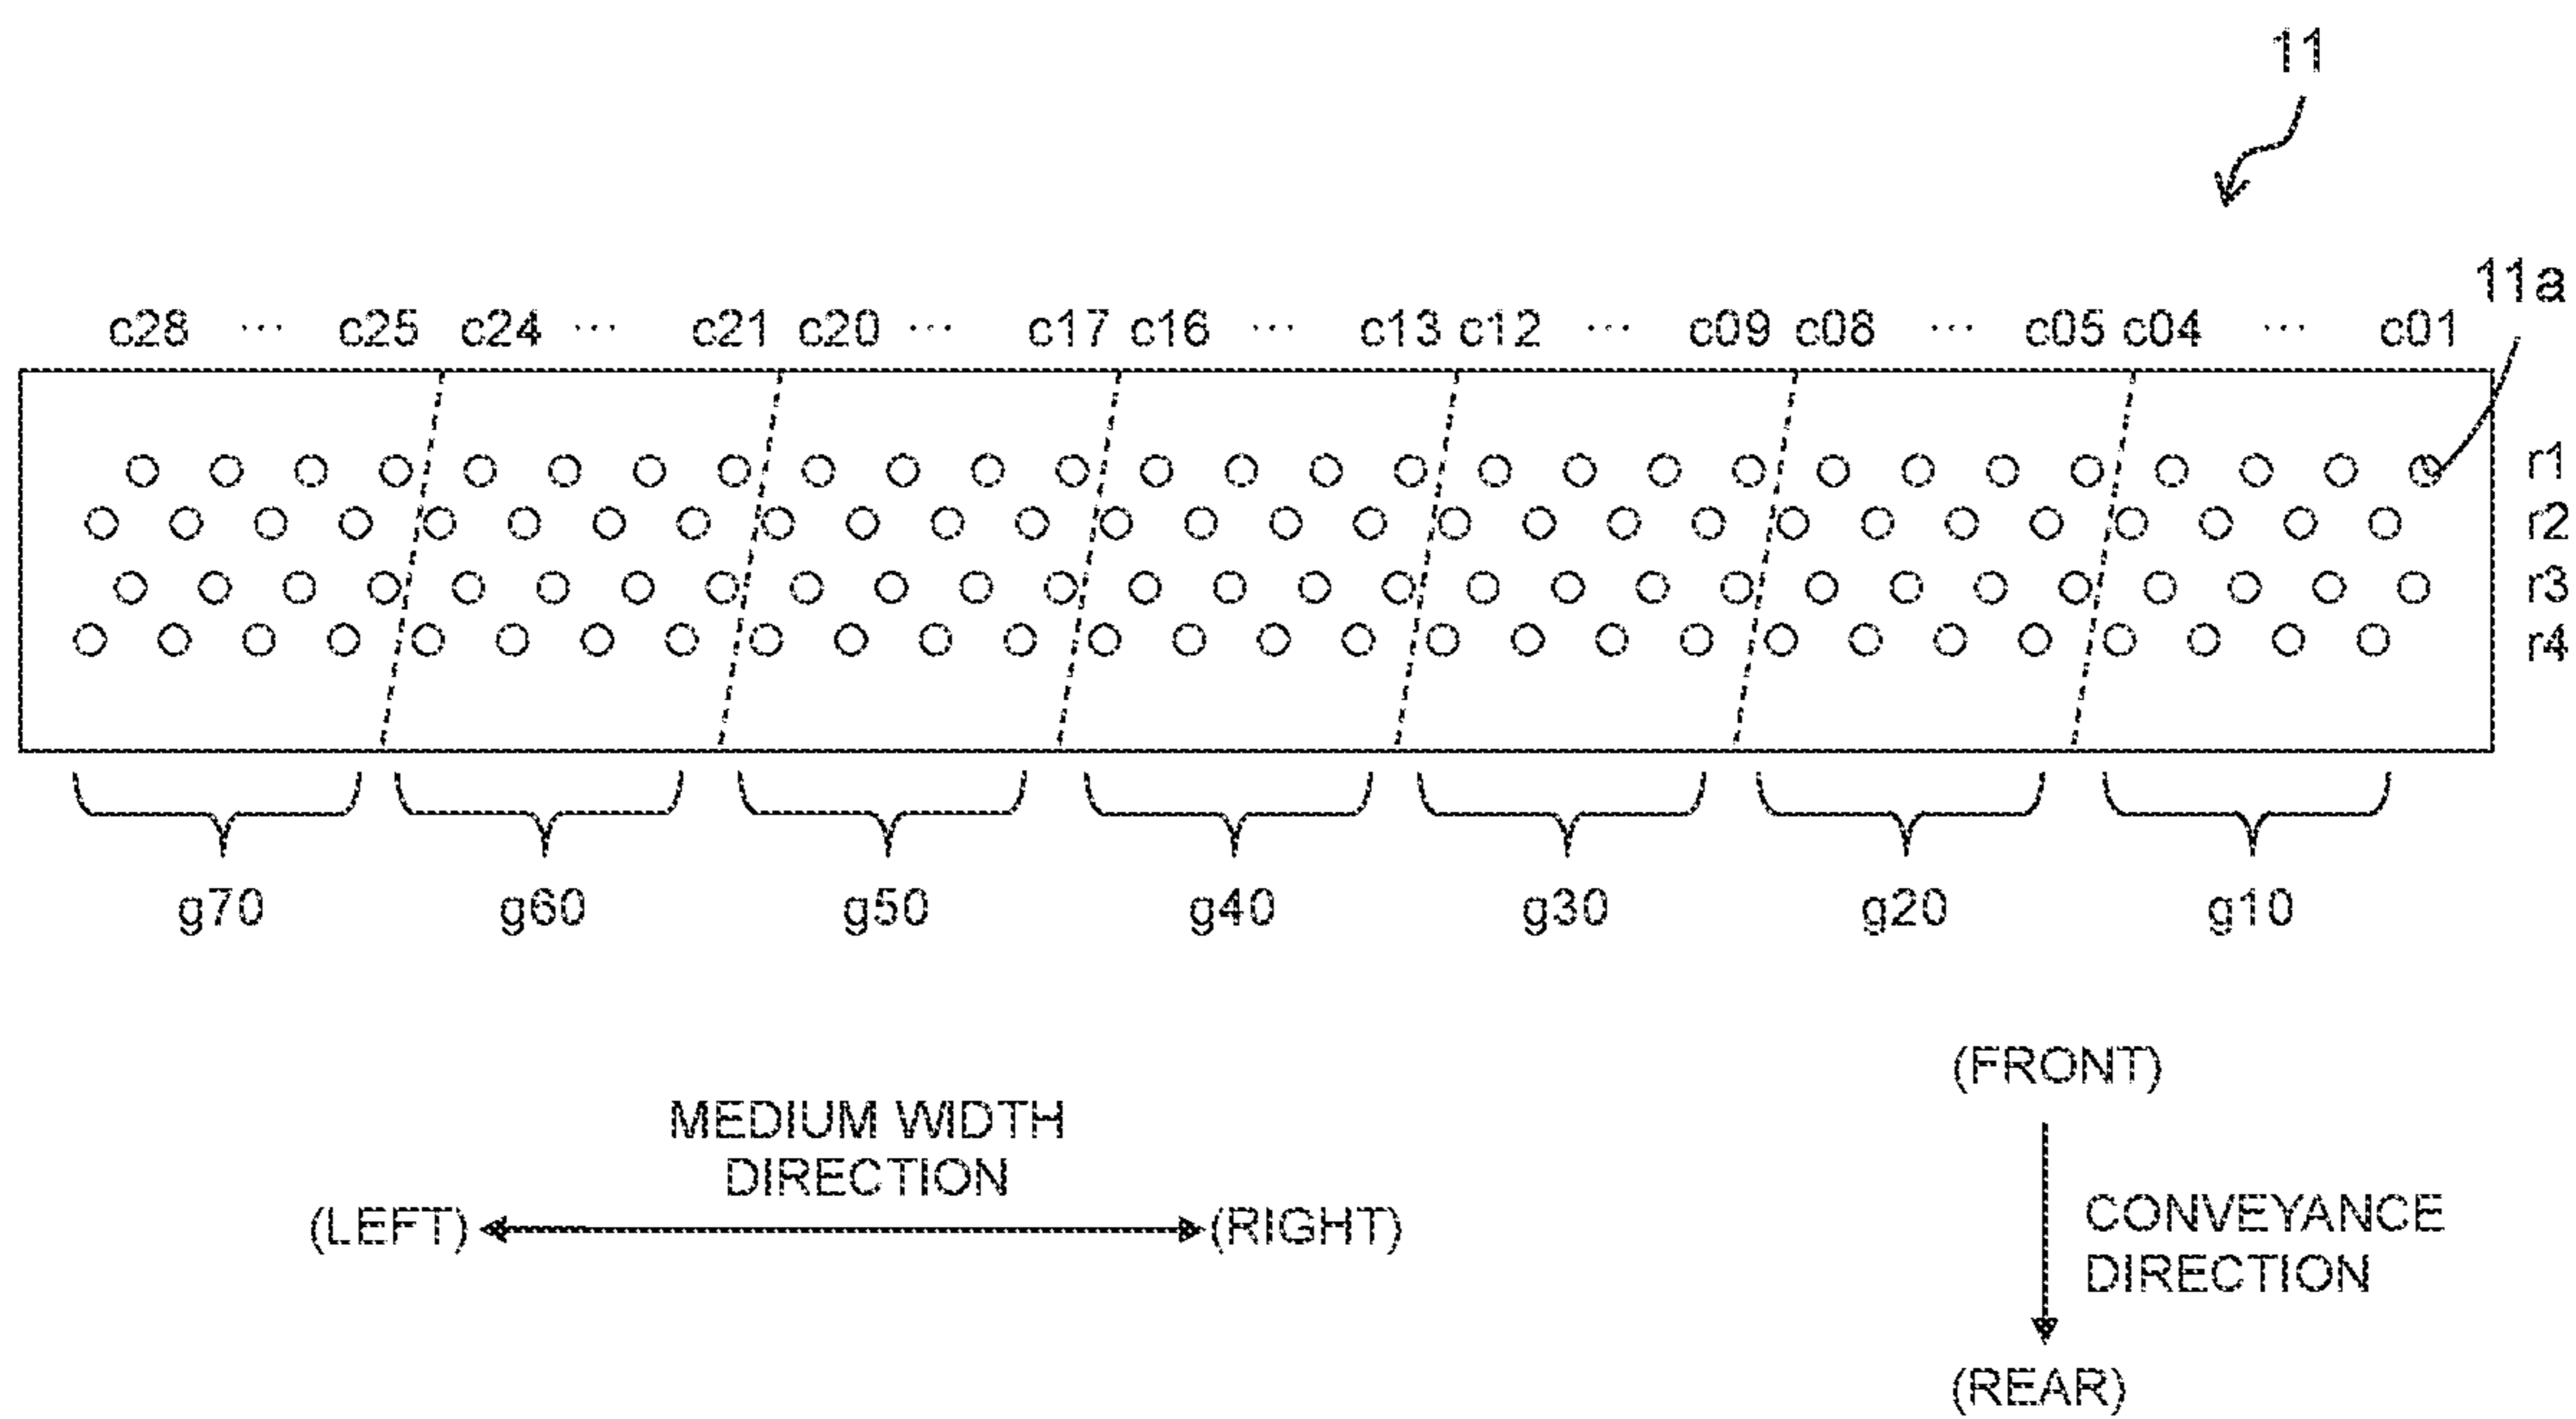 11
11a
c28 ... c25 c24 ... c21 c20 ... c17 c16 ... c13 c12 ... c09 c08 ... c05 c04 ... c01
r1
r2
r3
r4
g70 g60 g50 g40 g30 g20 g10
(FRONT)
MEDIUM WIDTH
DIRECTION
(LEFT) (RIGHT)
CONVEYANCE
DIRECTION
(REAR)